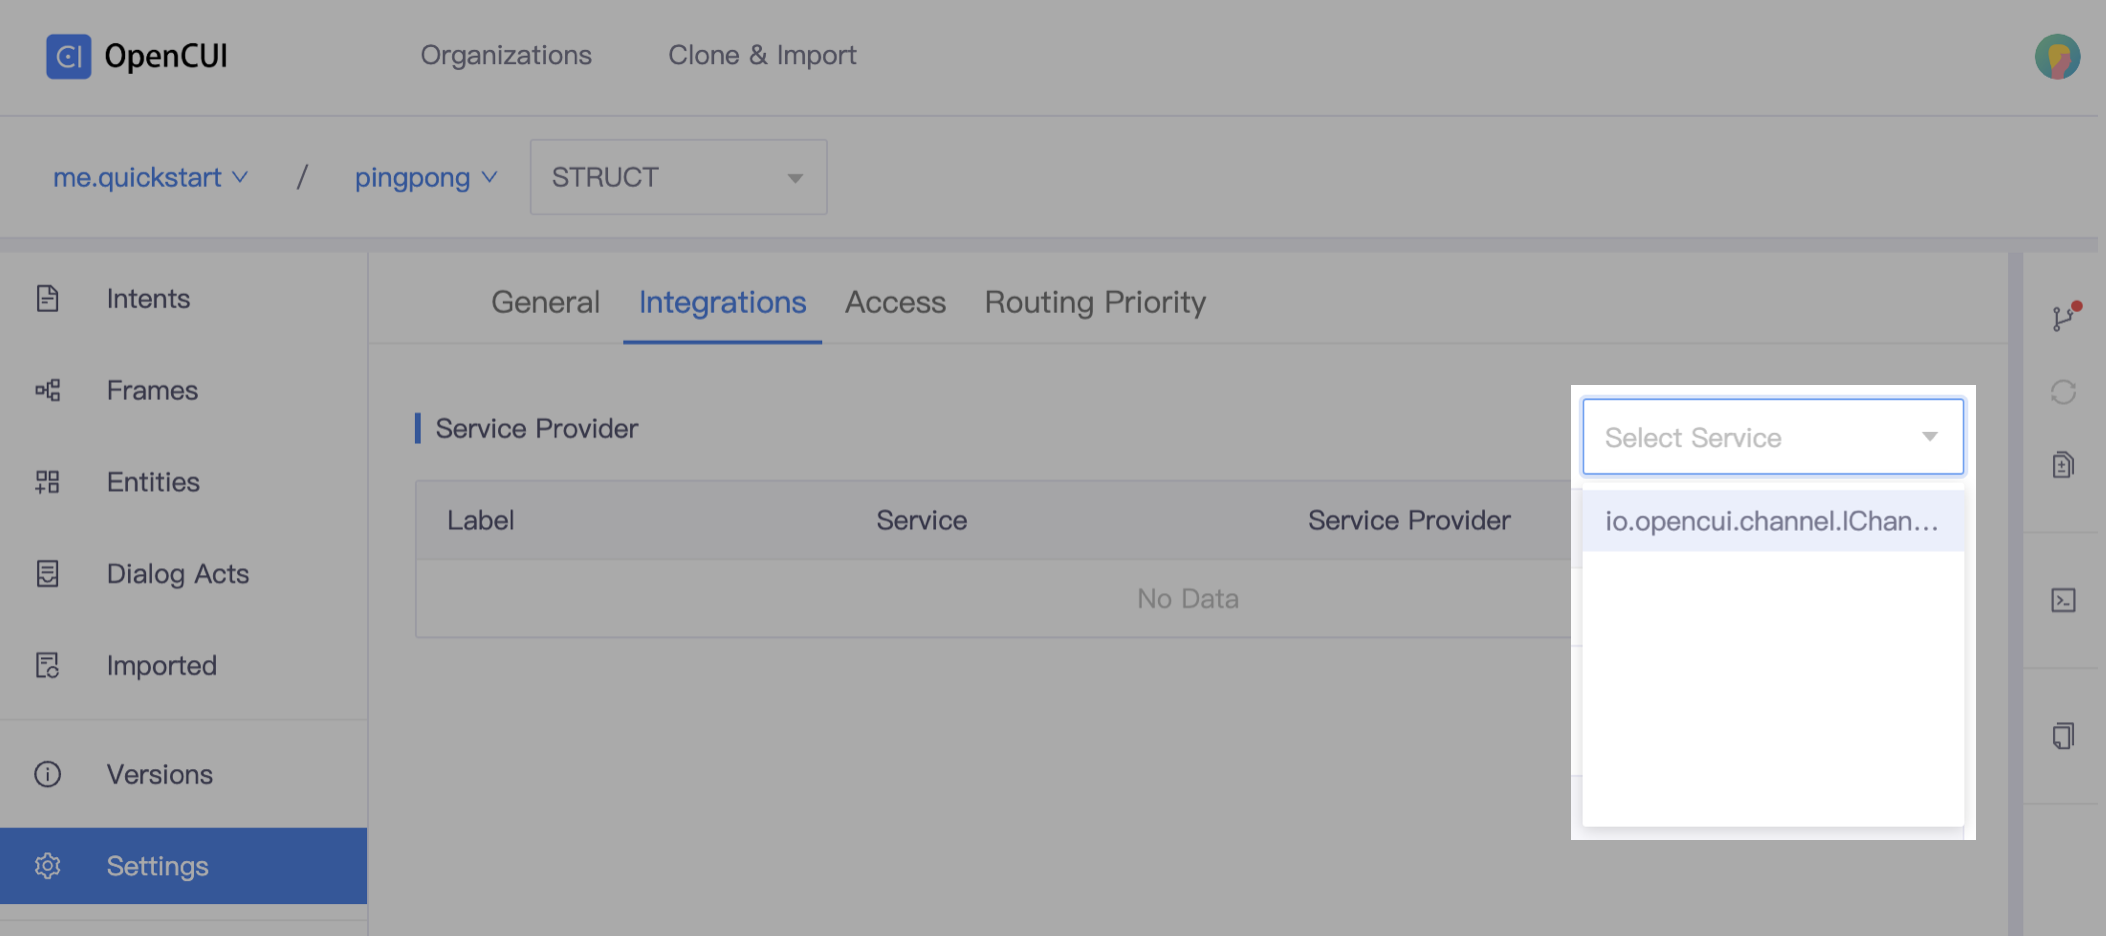 OpenCUI
Organizations
Clone & Import
me.quickstart
/
pingpong
STRUCT
Intents
Frames
Entities
Dialog Acts
Imported
Versions
Settings
General
Integrations
Access
Routing Priority
Service Provider
Select Service
io.opencui.channel.IChan...
Label
Service
Service Provider
No Data